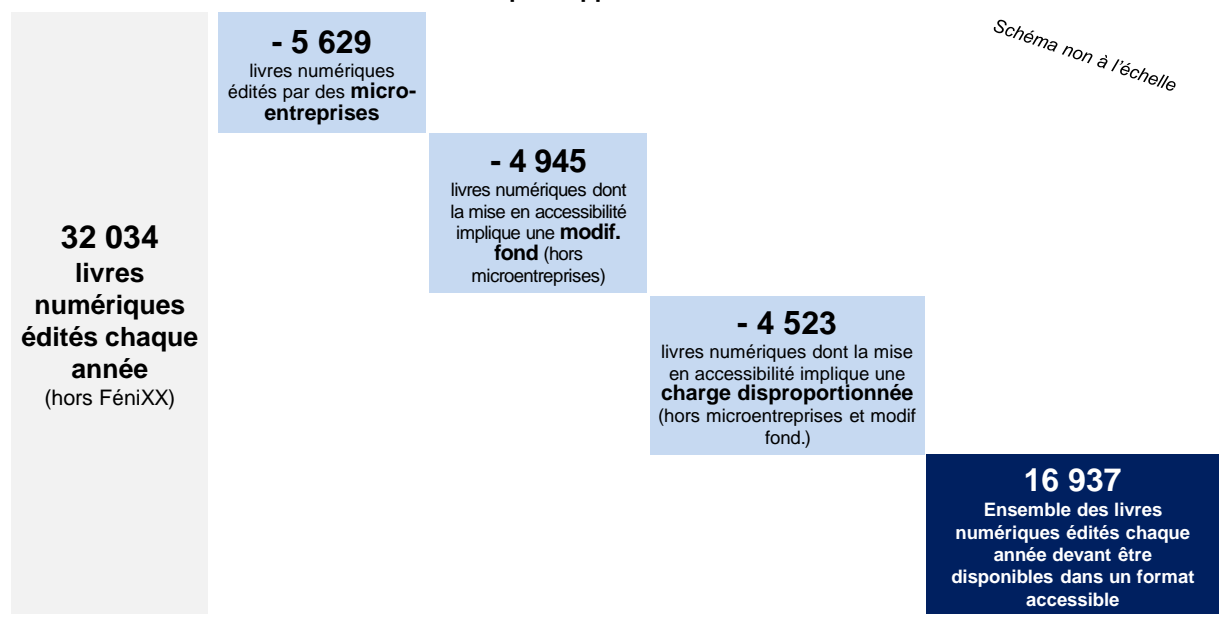 Schéma non à l'échelle
- 5 629
livres numériques
édités par des micro-
entreprises
- 4 945
livres numériques dont
la mise en accessibilité
implique une modif.
fond (hors
microentreprises)
32 034
livres
numériques
édités chaque
année
(hors FéniXX)
- 4 523
livres numériques dont la mise
en accessibilité implique une
charge disproportionnée
(hors microentreprises et modif
fond.)
16 937
Ensemble des livres
numériques édités chaque
année devant être
disponibles dans un format
accessible